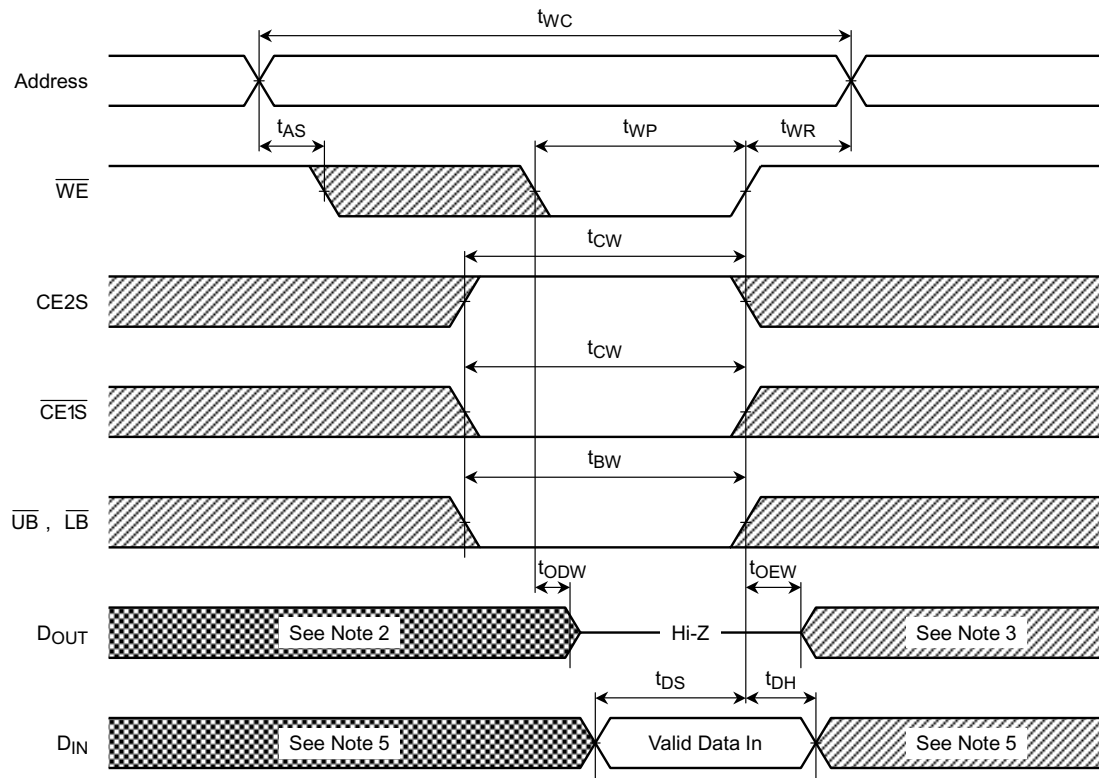 tWC
Address
tAS
tWP
tWR
WE
tCW
CE2S
tCW
CE1S
tBW
UB , LB
tODW
tOEW
DOUT
See Note 2
Hi-Z
See Note 3
tDS
tDH
DIN
See Note 5
Valid Data In
See Note 5